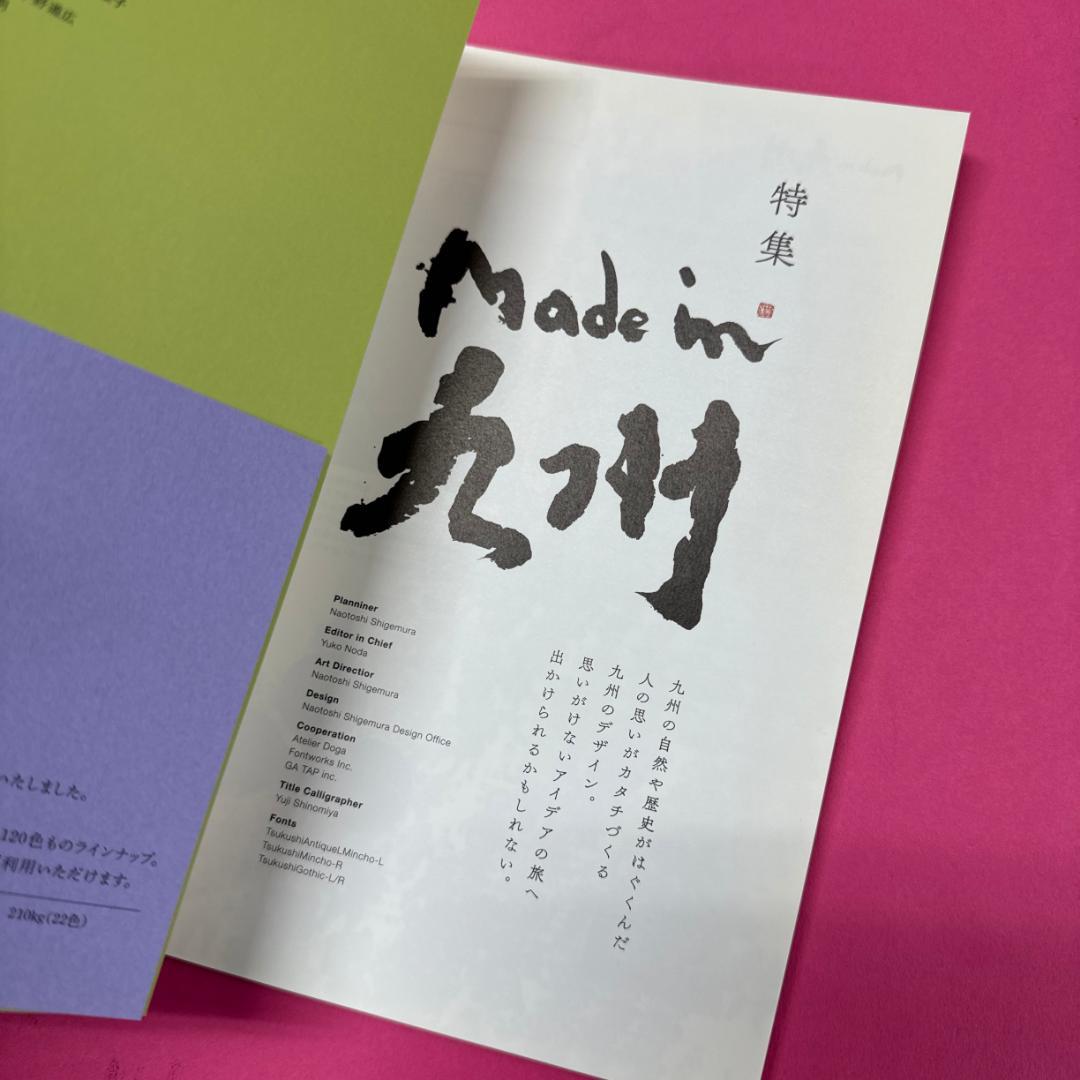 特集
Made in
九州
九州の自然や歴史がはぐくんだ
人の思いがカタチづくる
九州のデザイン。
思いがけないアイデアの旅へ
出かけられるかもしれない。
Planniner
Naotoshi Shigemura
Editor in Chief
Yuko Noda
Art Directior
Naotoshi Shigemura
Design
Naotoshi Shigemura Design Office
Cooperation
Atelier Doga
Fontworks Inc.
GA TAP inc.
Title Calligrapher
Yuji Shinomiya
Fonts
TsukushiAntiqueLMincho-L
TsukushiMincho-R
TsukushiGothic-L/R
いたしました。
120色ものラインナップ。
利用いただけます。
210kg(22色)